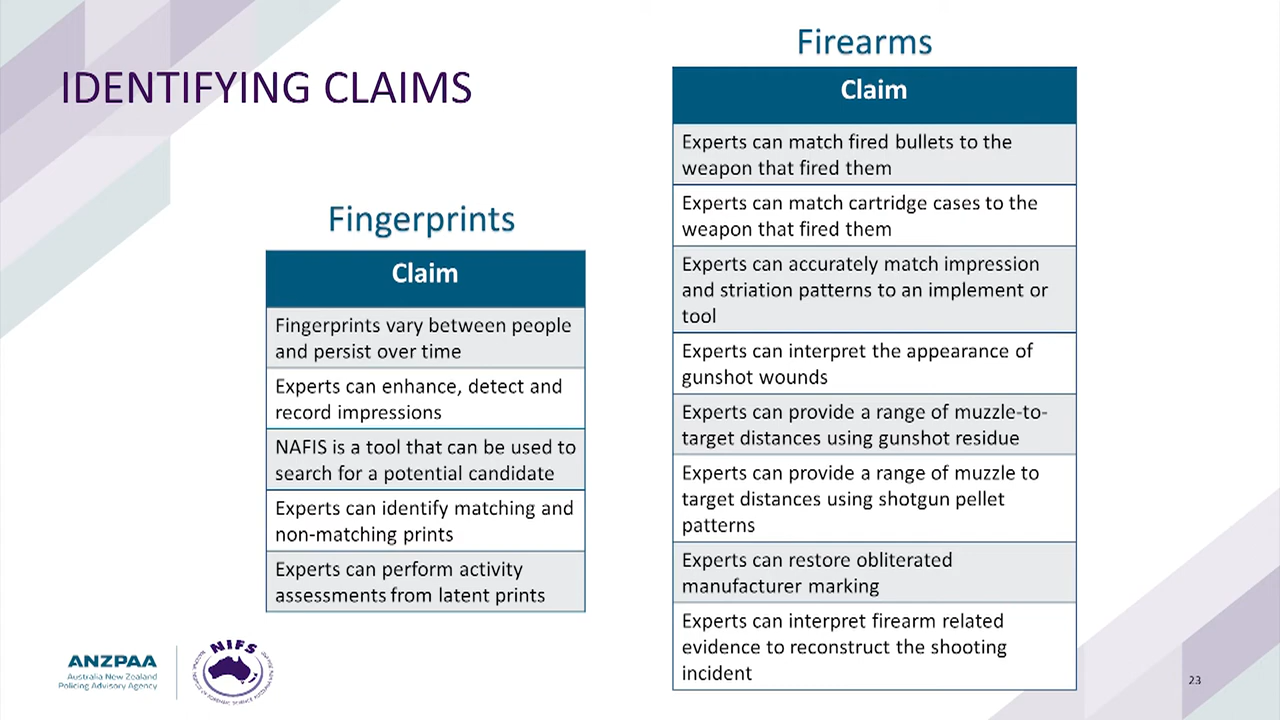 IDENTIFYING CLAIMS
Fingerprints
Claim
Fingerprints vary between people
and persist over time
Experts can enhance, detect and
record impressions
NAFIS is a tool that can be used to
search for a potential candidate
Experts can identify matching and
non-matching prints
Experts can perform activity
assessments from latent prints
Firearms
Claim
Experts can match fired bullets to the
weapon that fired them
Experts can match cartridge cases to the
weapon that fired them
Experts can accurately match impression
and striation patterns to an implement or
tool
Experts can interpret the appearance of
gunshot wounds
Experts can provide a range of muzzle-to-
target distances using gunshot residue
Experts can provide a range of muzzle to
target distances using shotgun pellet
patterns
Experts can restore obliterated
manufacturer marking
Experts can interpret firearm related
evidence to reconstruct the shooting
incident
ANZPAA
Australia New Zealand
Policing Advisory Agency
NIFS
23